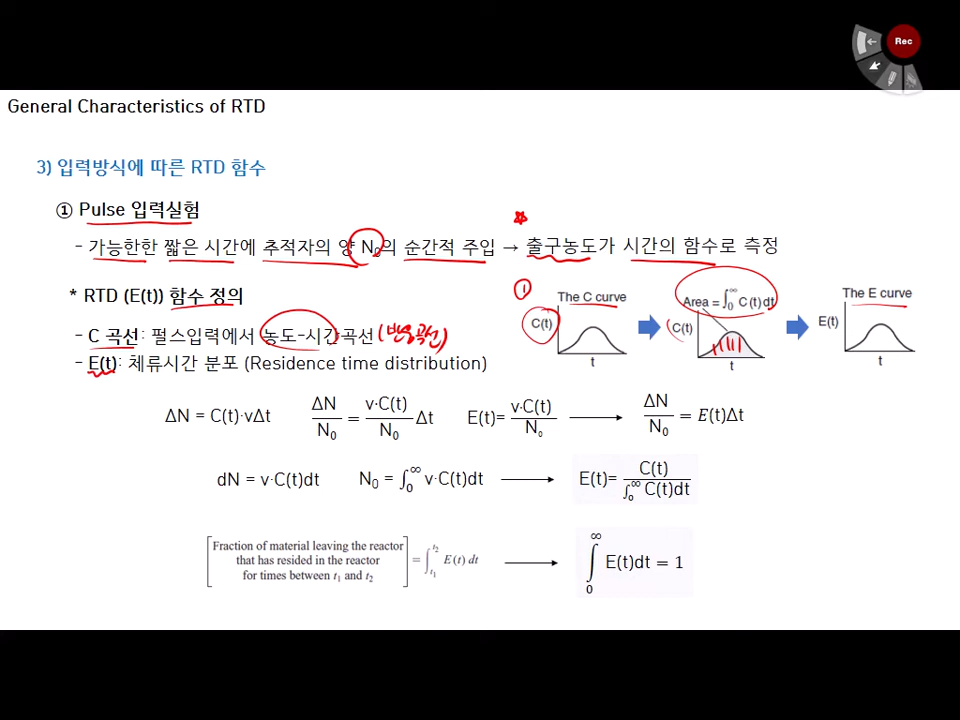 Rec
General Characteristics of RTD
3) 입력방식에 따른 RTD 함수
① Pulse 입력실험
- 가능한한 짧은 시간에 추적자의 양 N₀의 순간적 주입 → 출구농도가 시간의 함수로 측정
* RTD (E(t)) 함수 정의
- C 곡선: 펄스입력에서 농도-시간곡선 (반응곡선)
- E(t): 체류시간 분포 (Residence time distribution)
①
The C curve
C(t)
t
Area = ∫₀^∞ C(t)dt
C(t)
t
The E curve
E(t)
t
ΔN = C(t)·vΔt
ΔN/N₀ = v·C(t)/N₀ Δt
E(t)= v·C(t)/N₀
ΔN/N₀ = E(t)Δt
dN = v·C(t)dt
N₀ = ∫₀^∞ v·C(t)dt
E(t)= C(t)/∫₀^∞ C(t)dt
Fraction of material leaving the reactor
that has resided in the reactor
for times between t₁ and t₂
= ∫_t₁^t₂ E(t) dt
∫₀^∞ E(t)dt = 1